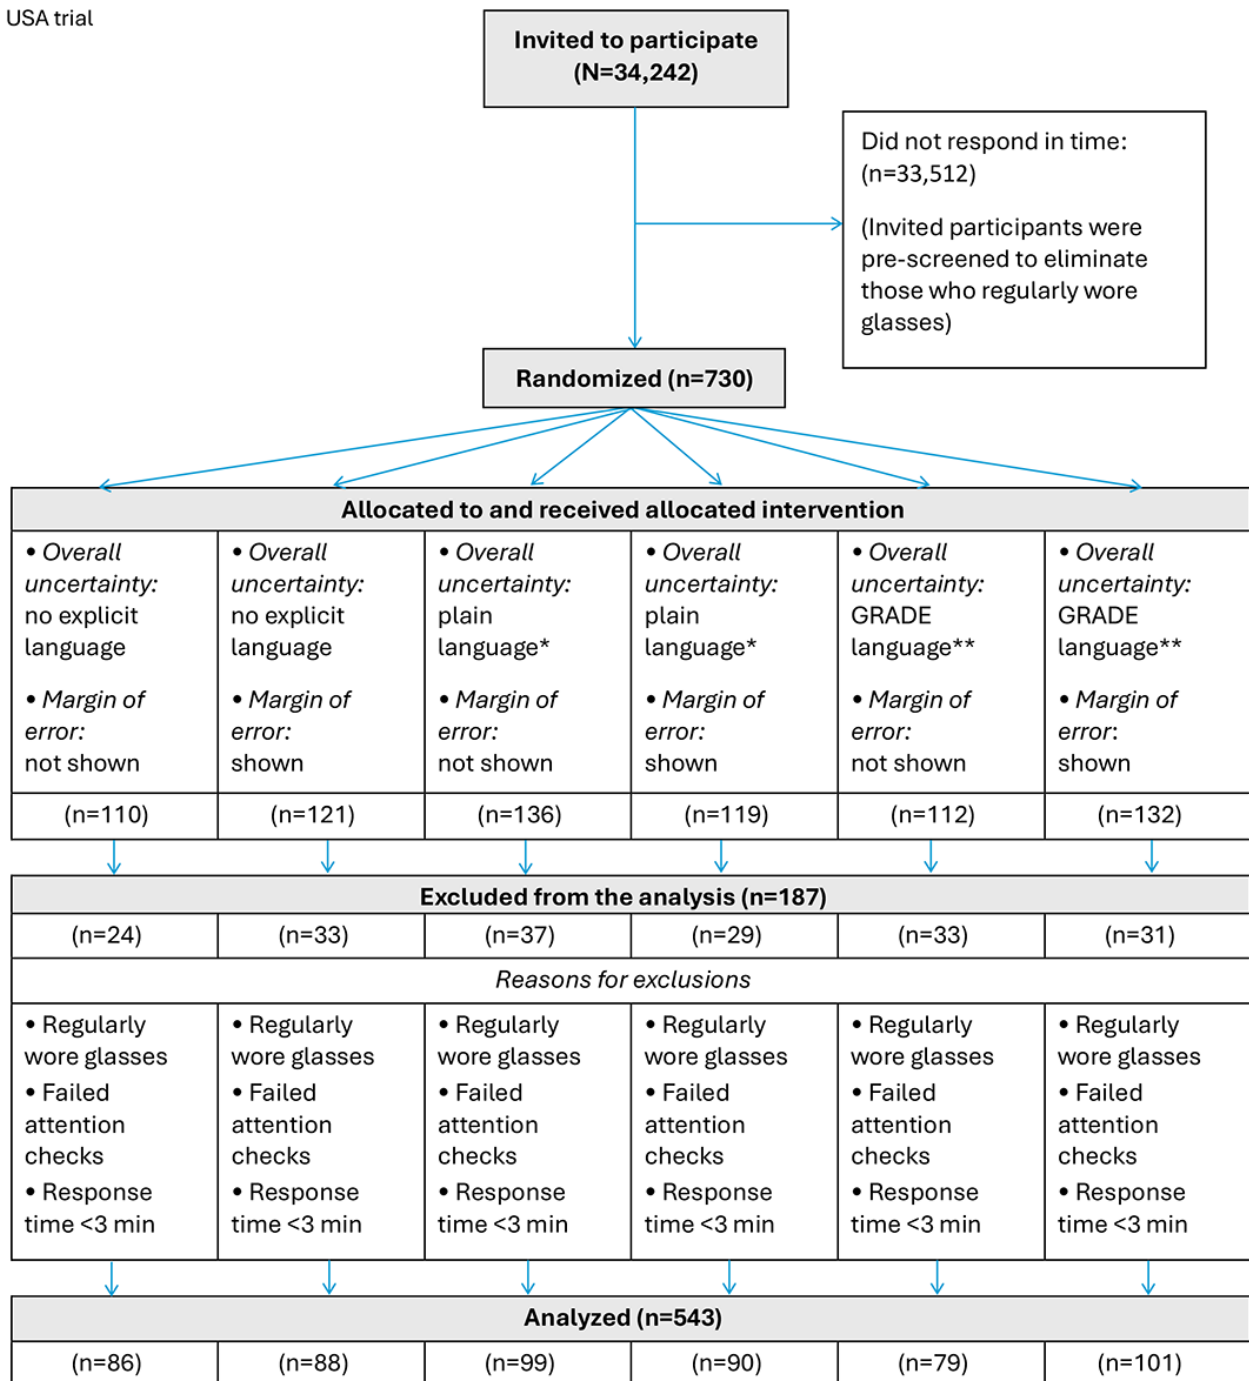 USA trial
Invited to participate
(N=34,242)
Did not respond in time:
(n=33,512)
(Invited participants were
pre-screened to eliminate
those who regularly wore
glasses)
Randomized (n=730)
Allocated to and received allocated intervention
• Overall
uncertainty:
no explicit
language
• Margin of
error:
not shown
• Overall
uncertainty:
no explicit
language
• Margin of
error:
shown
• Overall
uncertainty:
plain
language*
• Margin of
error:
not shown
• Overall
uncertainty:
plain
language*
• Margin of
error:
shown
• Overall
uncertainty:
GRADE
language**
• Margin of
error:
not shown
• Overall
uncertainty:
GRADE
language**
• Margin of
error:
shown
(n=110) (n=121) (n=136) (n=119) (n=112) (n=132)
Excluded from the analysis (n=187)
(n=24) (n=33) (n=37) (n=29) (n=33) (n=31)
Reasons for exclusions
• Regularly
wore glasses
• Failed
attention
checks
• Response
time <3 min
• Regularly
wore glasses
• Failed
attention
checks
• Response
time <3 min
• Regularly
wore glasses
• Failed
attention
checks
• Response
time <3 min
• Regularly
wore glasses
• Failed
attention
checks
• Response
time <3 min
• Regularly
wore glasses
• Failed
attention
checks
• Response
time <3 min
• Regularly
wore glasses
• Failed
attention
checks
• Response
time <3 min
Analyzed (n=543)
(n=86) (n=88) (n=99) (n=90) (n=79) (n=101)